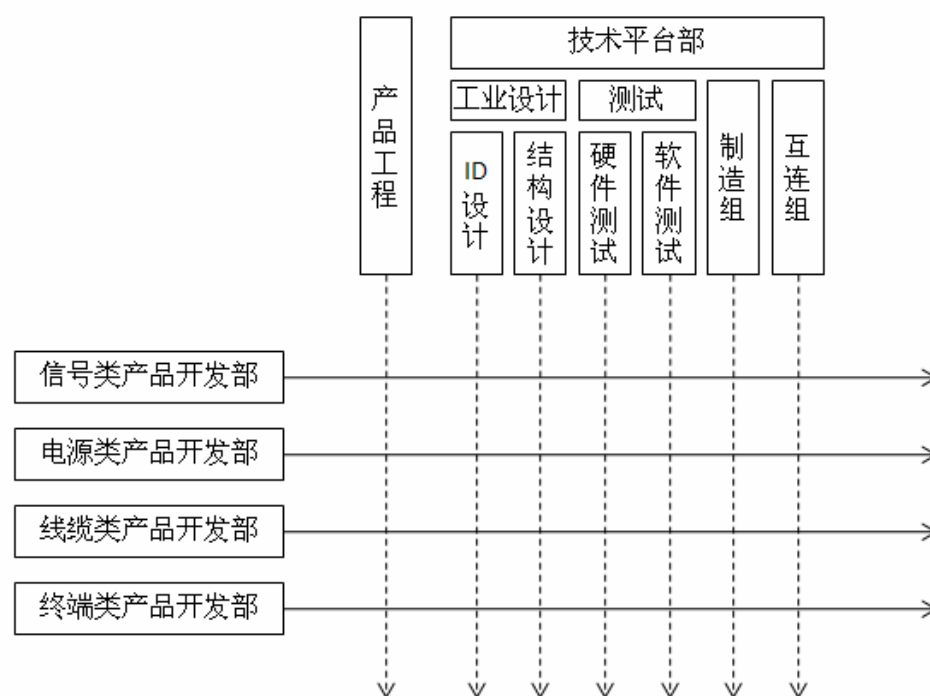 技术平台部
产品工程
工业设计
测试
ID设计
结构设计
硬件测试
软件测试
制造组
互连组
信号类产品开发部
电源类产品开发部
线缆类产品开发部
终端类产品开发部